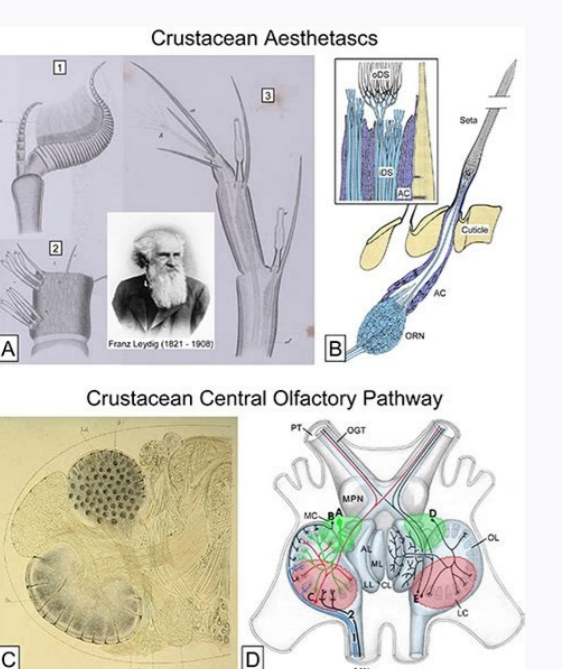 Crustacean Aesthetascs
1
3
2
Franz Leydig (1821 - 1908)
A
oDS
iDS
AC
Seta
Cuticle
AC
ORN
B
Crustacean Central Olfactory Pathway
C
PT
OGT
MPN
MC
B
A
D
OL
AL
ML
LL
CL
C
E
LC
2
1
D